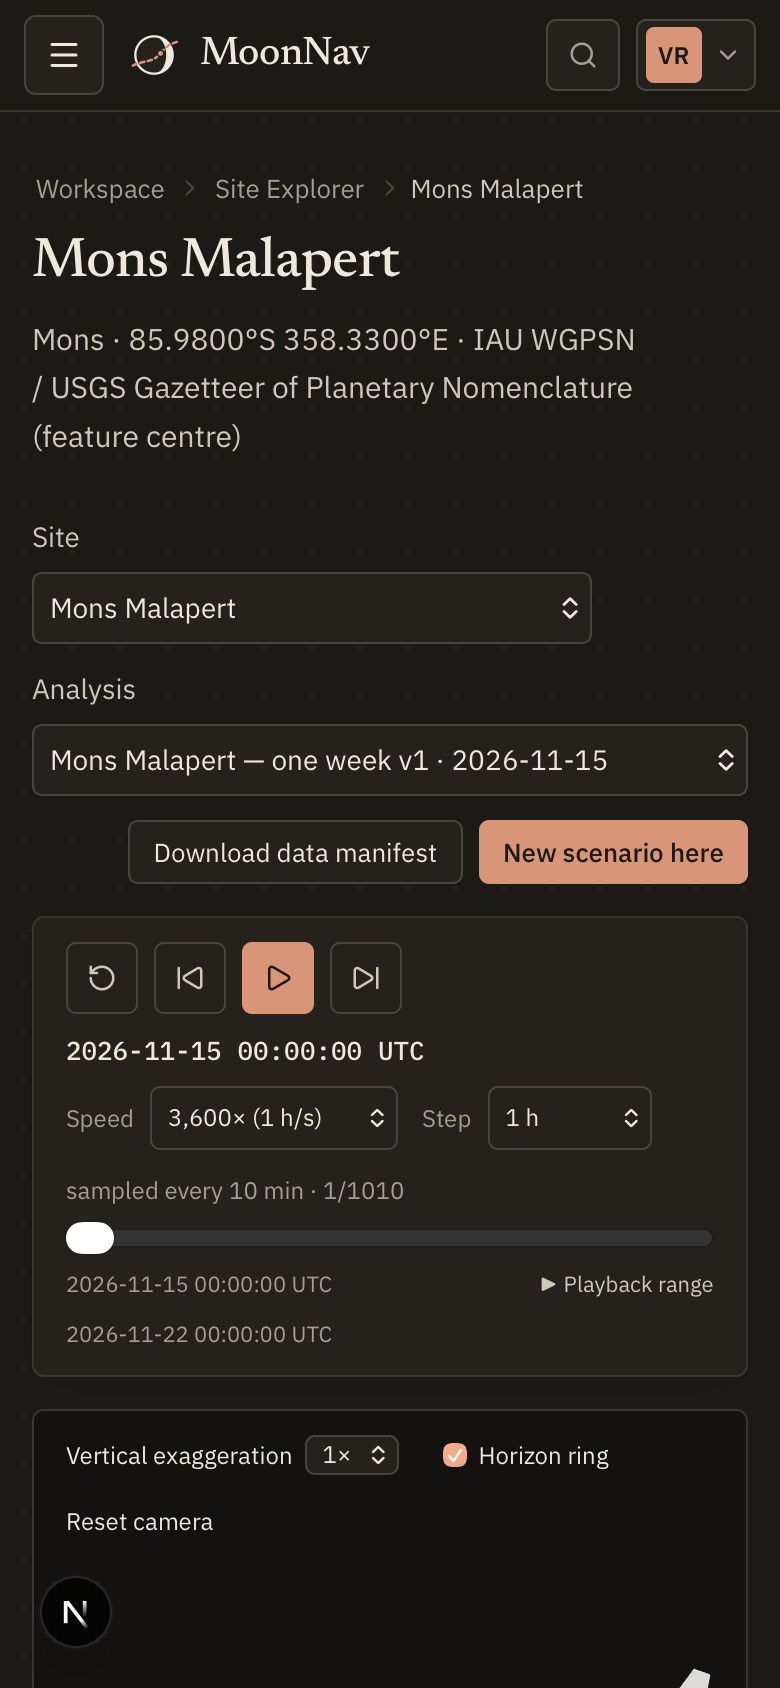 MoonNav
VR
Workspace
Site Explorer
Mons Malapert
Mons Malapert
Mons · 85.9800°S 358.3300°E · IAU WGPSN
/ USGS Gazetteer of Planetary Nomenclature
(feature centre)
Site
Mons Malapert
Analysis
Mons Malapert — one week v1 · 2026-11-15
Download data manifest
New scenario here
2026-11-15 00:00:00 UTC
Speed
3,600× (1 h/s)
Step
1 h
sampled every 10 min · 1/1010
2026-11-15 00:00:00 UTC
Playback range
2026-11-22 00:00:00 UTC
Vertical exaggeration
1×
Horizon ring
Reset camera
N